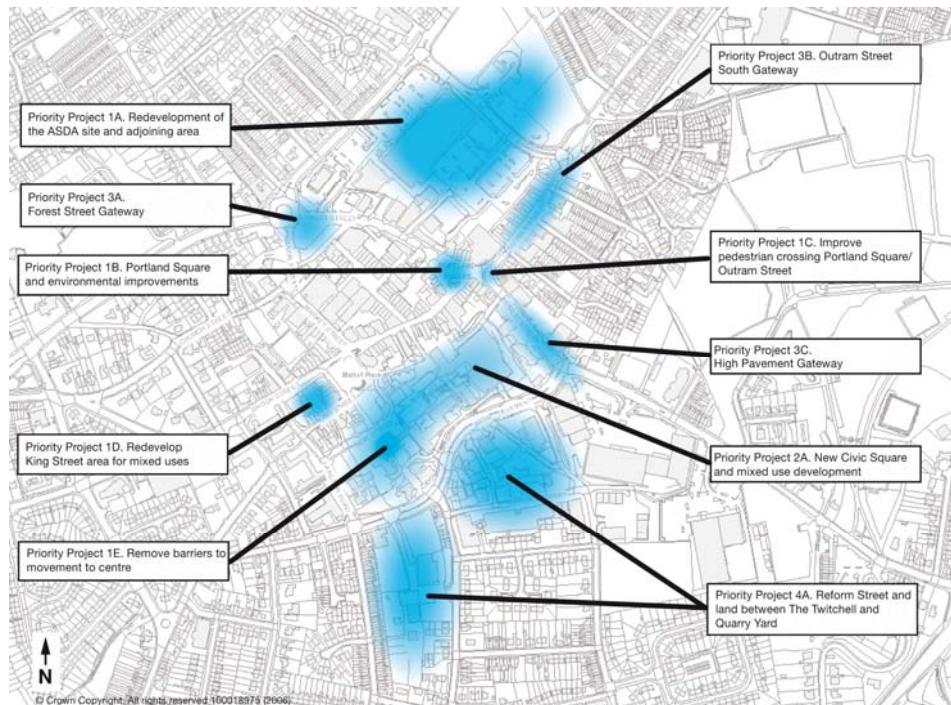 Priority Project 3B. Outram Street
South Gateway
Priority Project 1A. Redevelopment of
the ASDA site and adjoining area
Priority Project 3A.
Forest Street Gateway
Priority Project 1B. Portland Square
and environmental improvements
Priority Project 1C. Improve
pedestrian crossing Portland Square/
Outram Street
Priority Project 3C.
High Pavement Gateway
Priority Project 1D. Redevelop
King Street area for mixed uses
Priority Project 2A. New Civic Square
and mixed use development
Priority Project 1E. Remove barriers to
movement to centre
Priority Project 4A. Reform Street and
land between The Twitchell and
Quarry Yard
N
© Crown Copyright. All rights reserved 100018975 (2006)